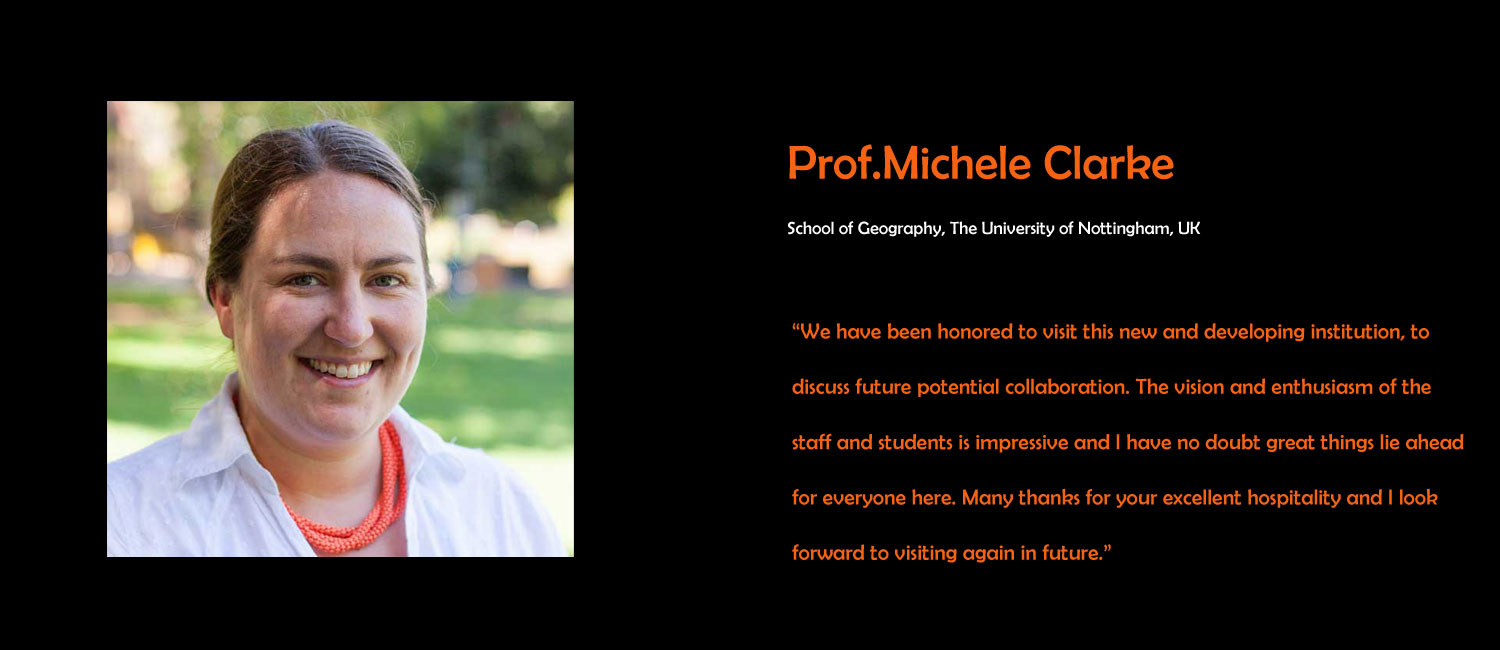 Prof.Michele Clarke
School of Geography, The University of Nottingham, UK
“We have been honored to visit this new and developing institution, to
discuss future potential collaboration. The vision and enthusiasm of the
staff and students is impressive and I have no doubt great things lie ahead
for everyone here. Many thanks for your excellent hospitality and I look
forward to visiting again in future.”